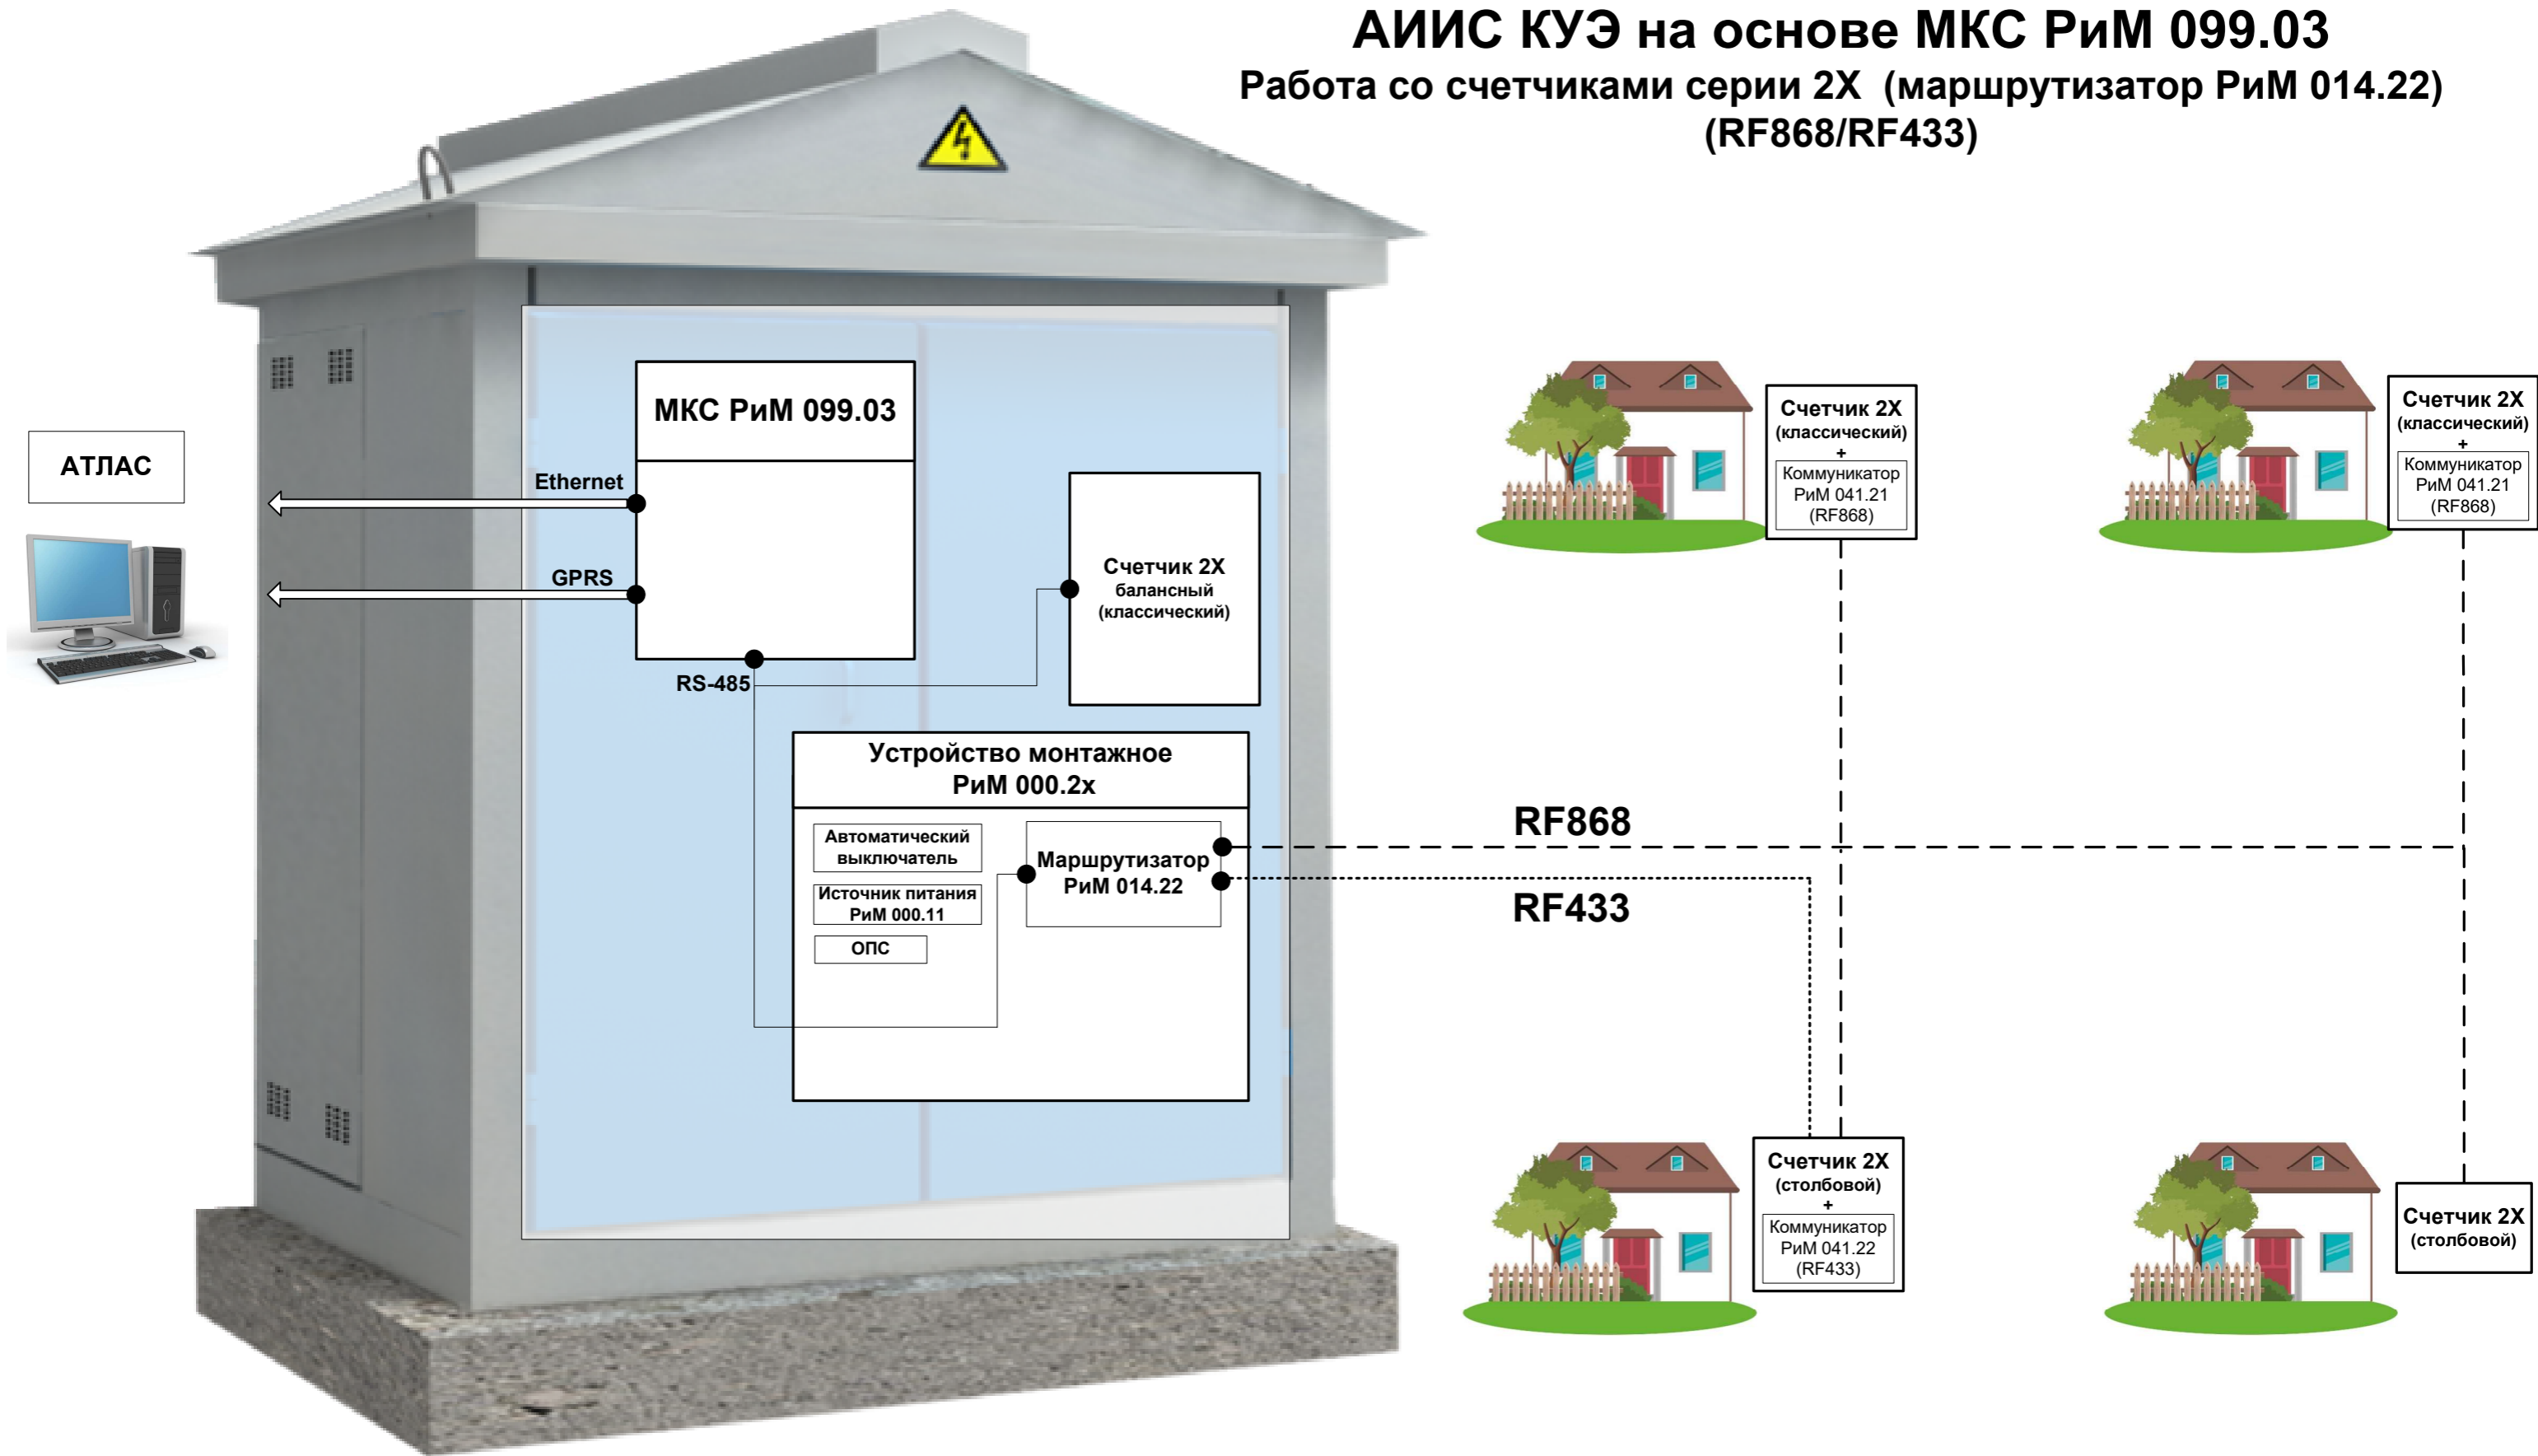 АИИС КУЭ на основе МКС РиМ 099.03
Работа со счетчиками серии 2Х (маршрутизатор РиМ 014.22)
(RF868/RF433)
АТЛАС
МКС РиМ 099.03
Ethernet
GPRS
RS-485
Счетчик 2Х
балансный
(классический)
Устройство монтажное
РиМ 000.2х
Автоматический
выключатель
Источник питания
РиМ 000.11
ОПС
Маршрутизатор
РиМ 014.22
RF868
RF433
Счетчик 2Х
(классический)
+
Коммуникатор
РиМ 041.21
(RF868)
Счетчик 2Х
(классический)
+
Коммуникатор
РиМ 041.21
(RF868)
Счетчик 2Х
(столбовой)
+
Коммуникатор
РиМ 041.22
(RF433)
Счетчик 2Х
(столбовой)